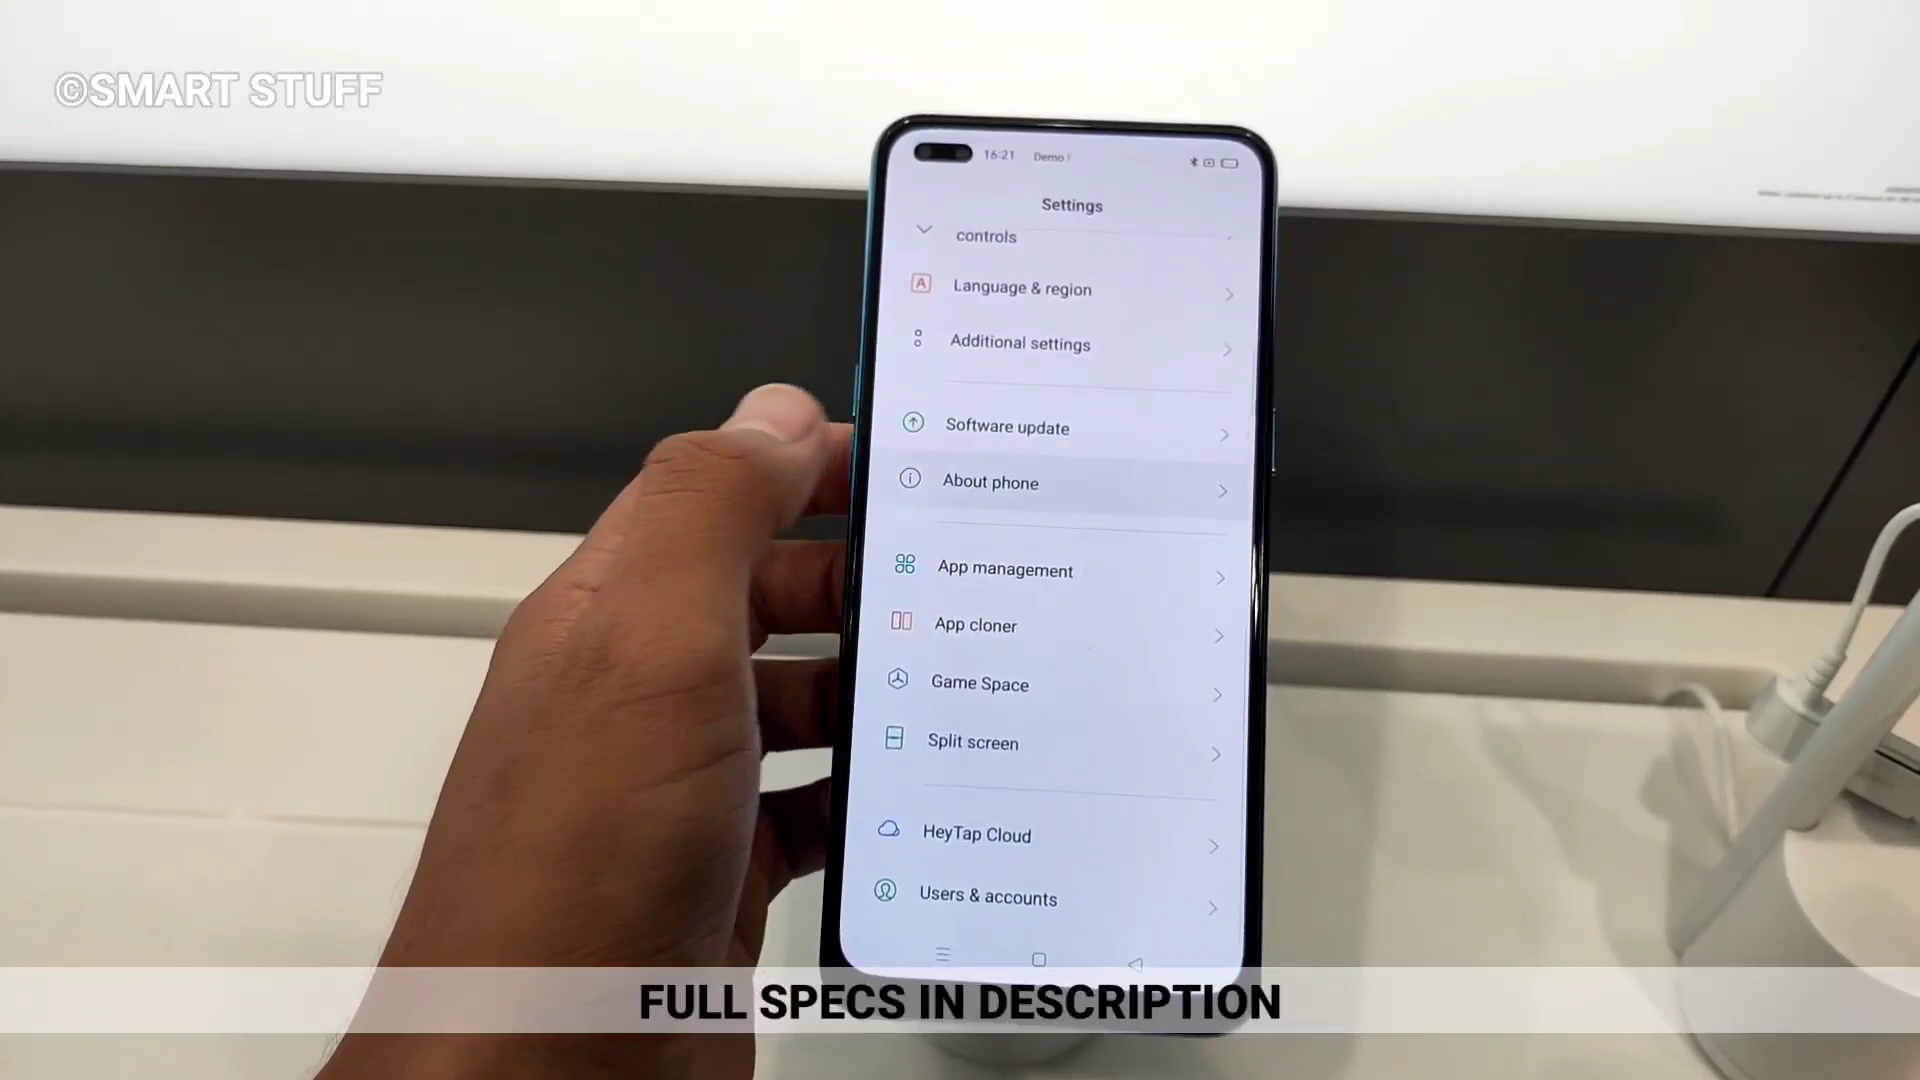 ©SMART STUFF
16:21 Demo
Settings
controls
Language & region
Additional settings
Software update
About phone
App management
App cloner
Game Space
Split screen
HeyTap Cloud
Users & accounts
FULL SPECS IN DESCRIPTION